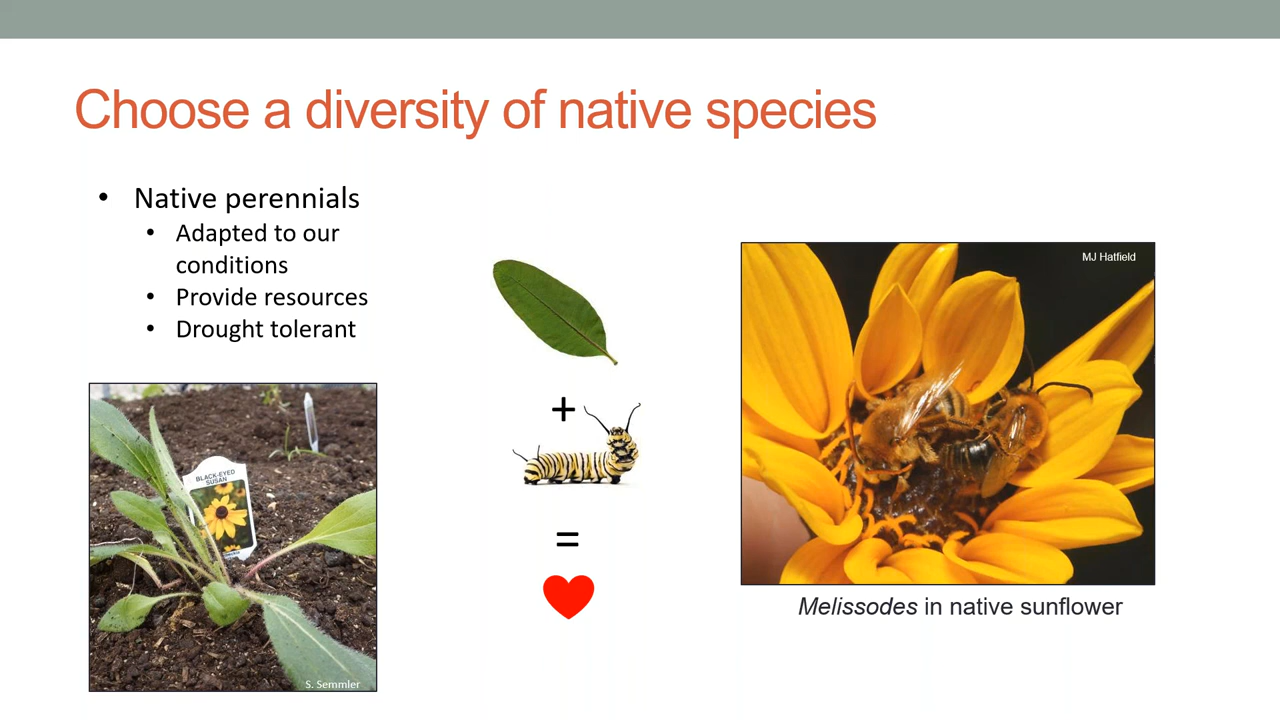 Choose a diversity of native species
• Native perennials
• Adapted to our
conditions
• Provide resources
• Drought tolerant
BLACK-EYED
SUSAN
S. Semmler
+
=
MJ Hatfield
Melissodes in native sunflower